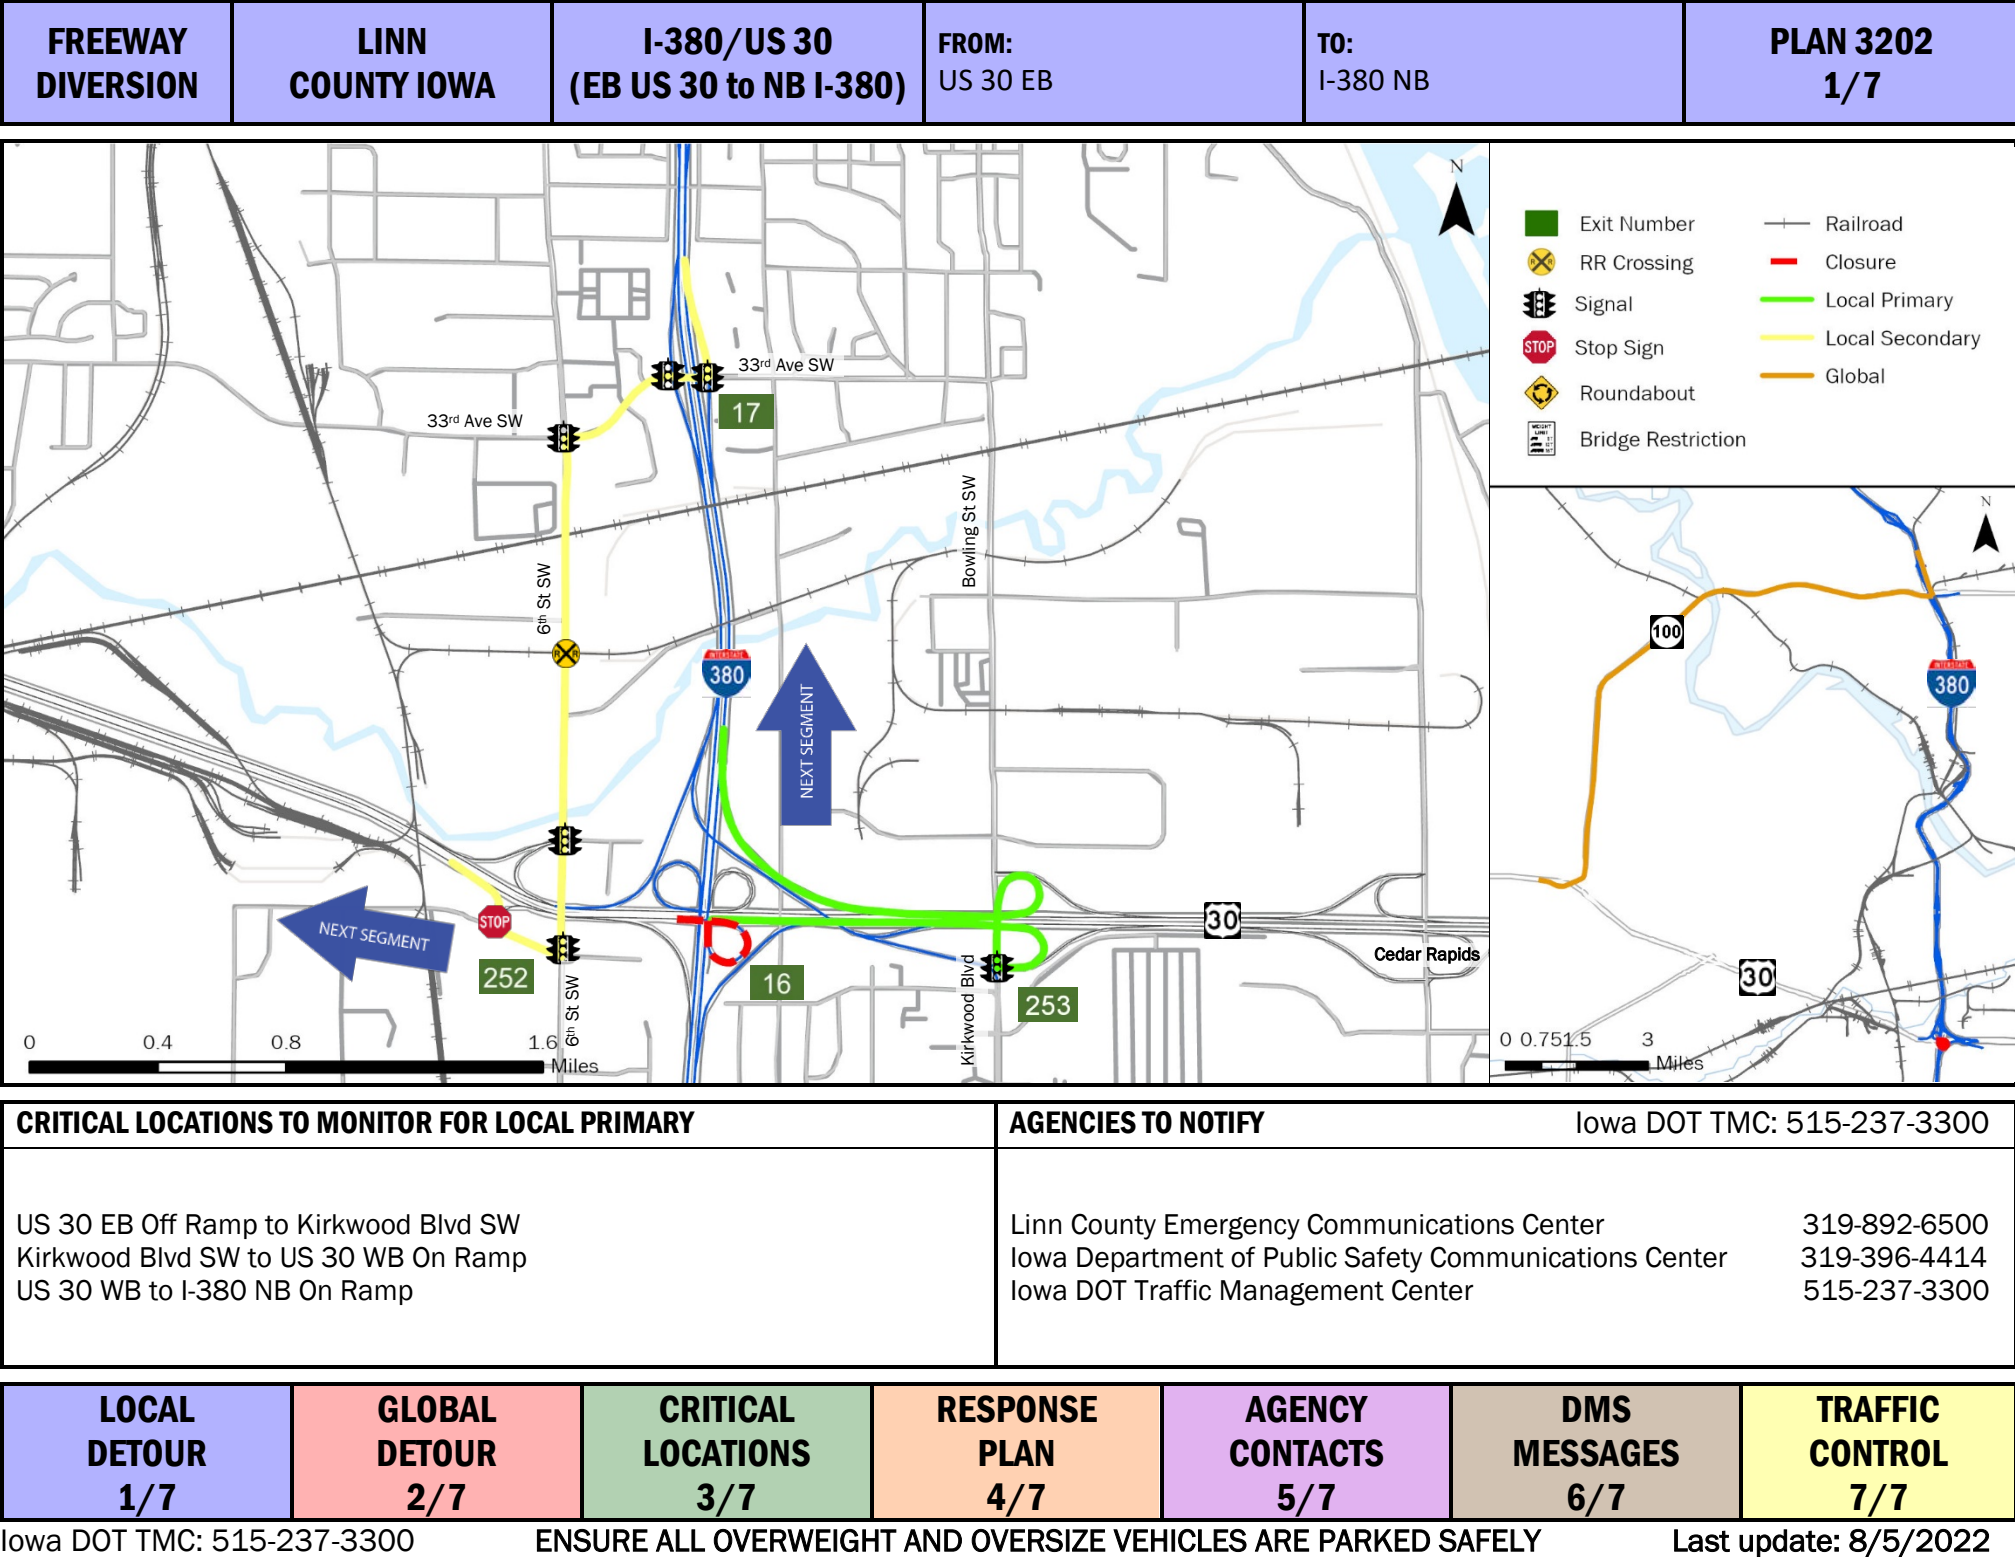 FREEWAY
DIVERSION
LINN
COUNTY IOWA
I-380/US 30
(EB US 30 to NB I-380)
FROM:
US 30 EB
TO:
I-380 NB
PLAN 3202
1/7
N
33rd Ave SW
17
33rd Ave SW
Bowling St SW
6th St SW
INTERSTATE
380
NEXT SEGMENT
STOP
NEXT SEGMENT
252
6th St SW
16
Kirkwood Blvd
253
30
Cedar Rapids
0 0.4 0.8 1.6
Miles
Exit Number
RR Crossing
Signal
STOP
Stop Sign
Roundabout
WEIGHT
LIMIT
Bridge Restriction
Railroad
Closure
Local Primary
Local Secondary
Global
N
100
INTERSTATE
380
30
0 0.75 1.5 3
Miles
CRITICAL LOCATIONS TO MONITOR FOR LOCAL PRIMARY
US 30 EB Off Ramp to Kirkwood Blvd SW
Kirkwood Blvd SW to US 30 WB On Ramp
US 30 WB to I-380 NB On Ramp
AGENCIES TO NOTIFY Iowa DOT TMC: 515-237-3300
Linn County Emergency Communications Center 319-892-6500
Iowa Department of Public Safety Communications Center 319-396-4414
Iowa DOT Traffic Management Center 515-237-3300
LOCAL
DETOUR
1/7
GLOBAL
DETOUR
2/7
CRITICAL
LOCATIONS
3/7
RESPONSE
PLAN
4/7
AGENCY
CONTACTS
5/7
DMS
MESSAGES
6/7
TRAFFIC
CONTROL
7/7
Iowa DOT TMC: 515-237-3300 ENSURE ALL OVERWEIGHT AND OVERSIZE VEHICLES ARE PARKED SAFELY Last update: 8/5/2022